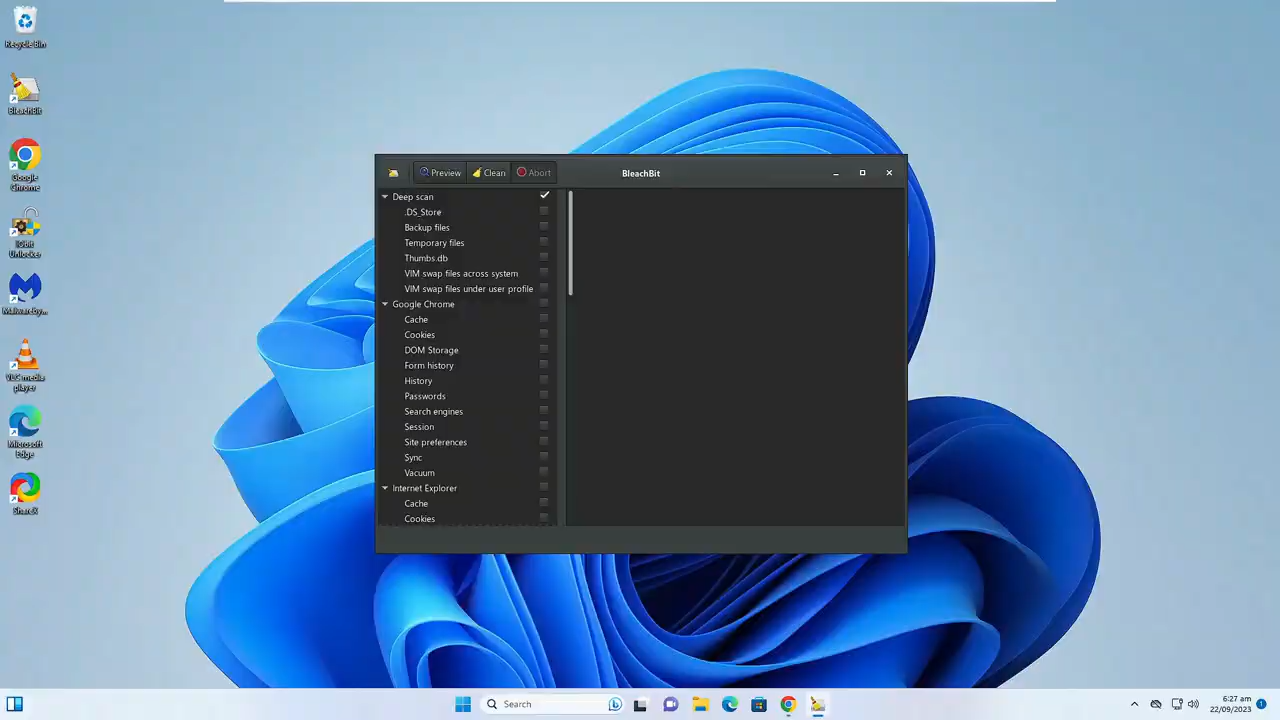 Recycle Bin
BleachBit
Google
Chrome
IObit
Unlocker
Malwareby...
VLC media
player
Microsoft
Edge
ShareX
Preview
Clean
Abort
BleachBit
Deep scan
.DS_Store
Backup files
Temporary files
Thumbs.db
VIM swap files across system
VIM swap files under user profile
Google Chrome
Cache
Cookies
DOM Storage
Form history
History
Passwords
Search engines
Session
Site preferences
Sync
Vacuum
Internet Explorer
Cache
Cookies
Search
6:27 am
22/09/2023
1